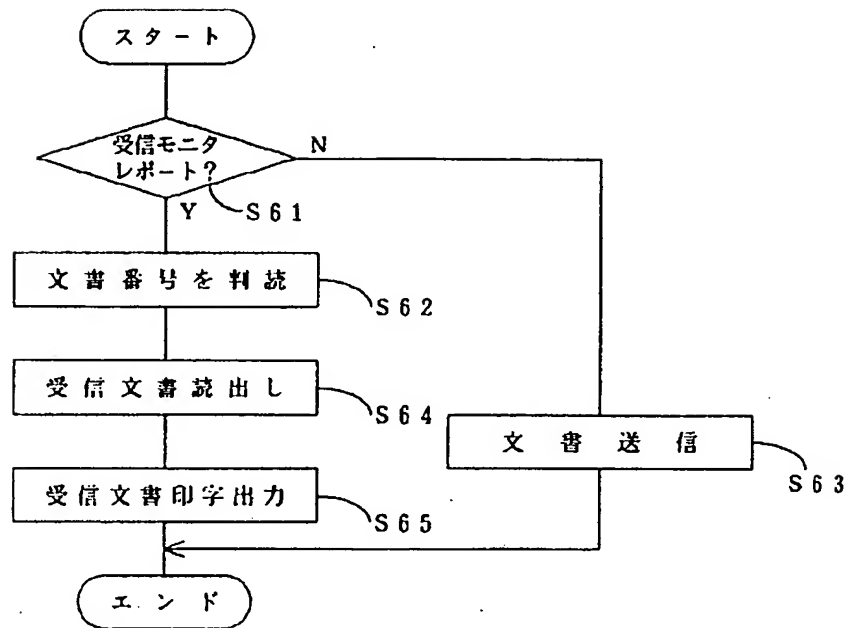 スタート
受信モニタ
レポート?
N
Y
S61
文書番号を判読
S62
受信文書読出し
S64
文書送信
S63
受信文書印字出力
S65
エンド